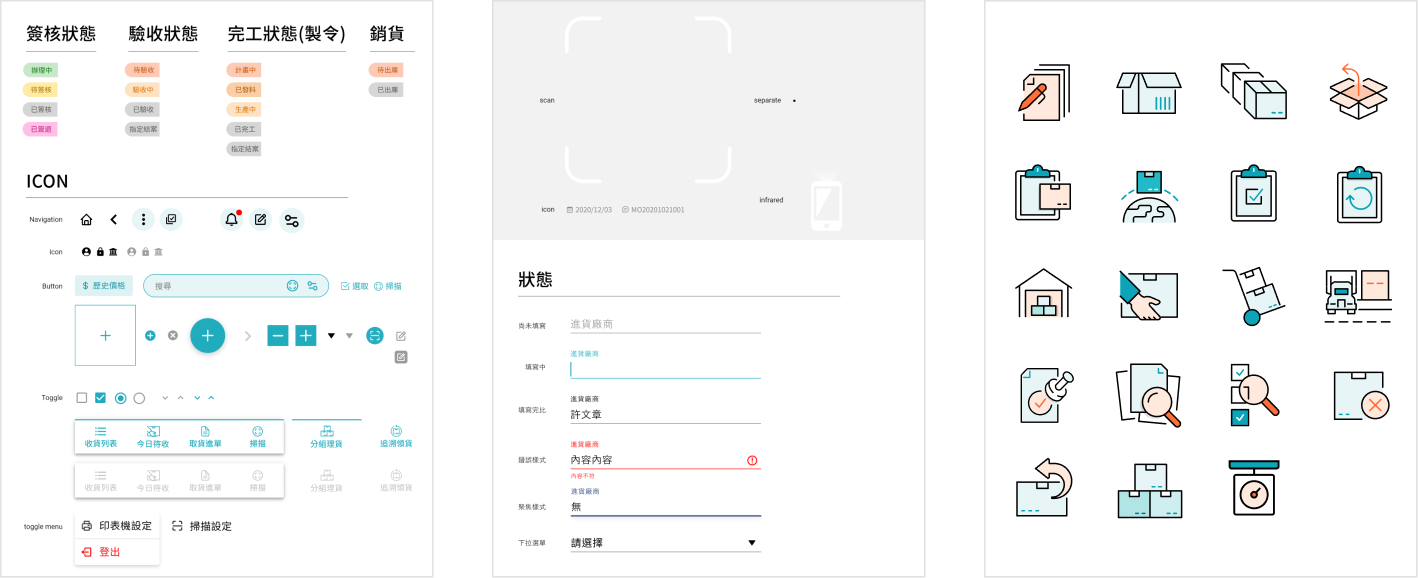 簽核狀態
驗收狀態
完工狀態(製令)
銷貨
辦理中
待驗收
計畫中
待出庫
待簽核
驗收中
已發料
已出庫
已簽核
已驗收
生產中
已簽退
指定結案
已完工
指定結案
ICON
Navigation
Icon
Button
$ 歷史價格
搜尋
選取
掃描
Toggle
收貨列表
今日待收
取貨進單
掃描
分組理貨
追溯領貨
收貨列表
今日待收
取貨進單
掃描
分組理貨
追溯領貨
toggle menu
印表機設定
掃描設定
登出
scan
separate
infrared
icon
2020/12/03
MO20201021001
狀態
尚未填寫
進貨廠商
進貨廠商
填寫中
進貨廠商
填寫完比
許文章
進貨廠商
錯誤樣式
內容內容
內容不符
進貨廠商
聚焦樣式
無
下拉選單
請選擇